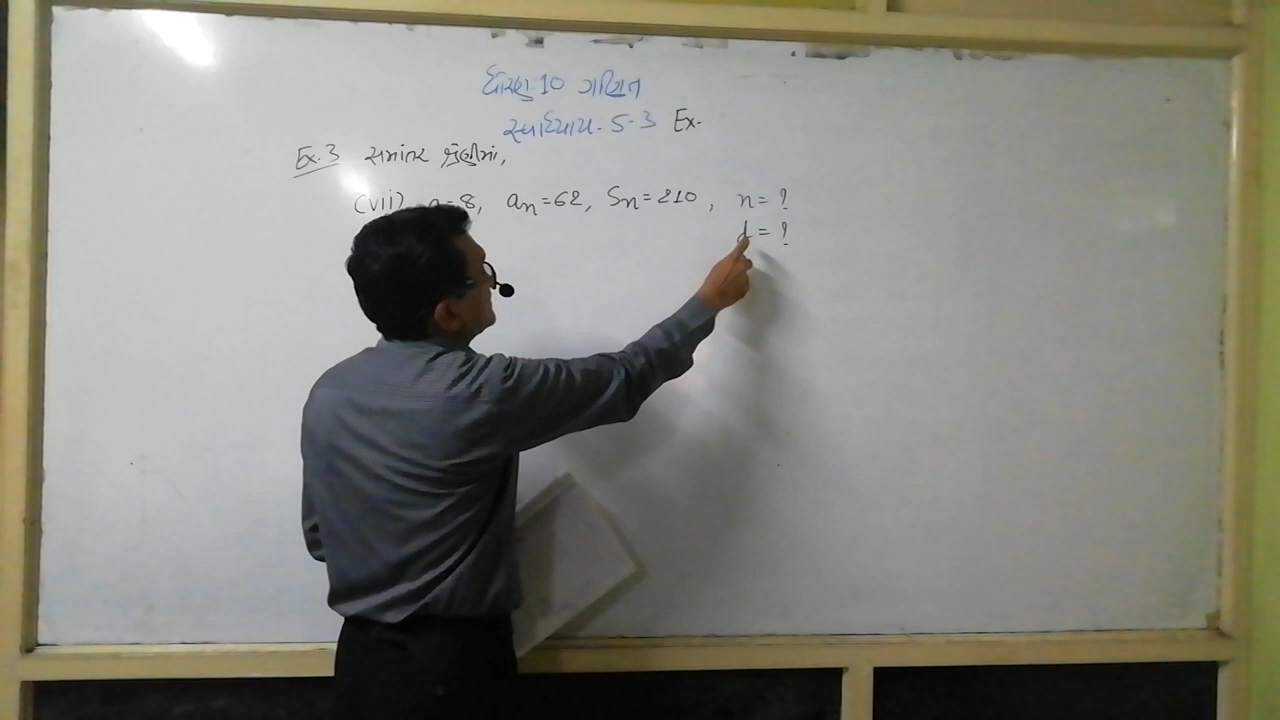 ધોરણ 10 ગણિત
સ્વાધ્યાય- 5.3 Ex.
Ex.3 સમાંતર શ્રેણીમાં,
(vii) a=8, an=62, Sn=210, n=?
d=?